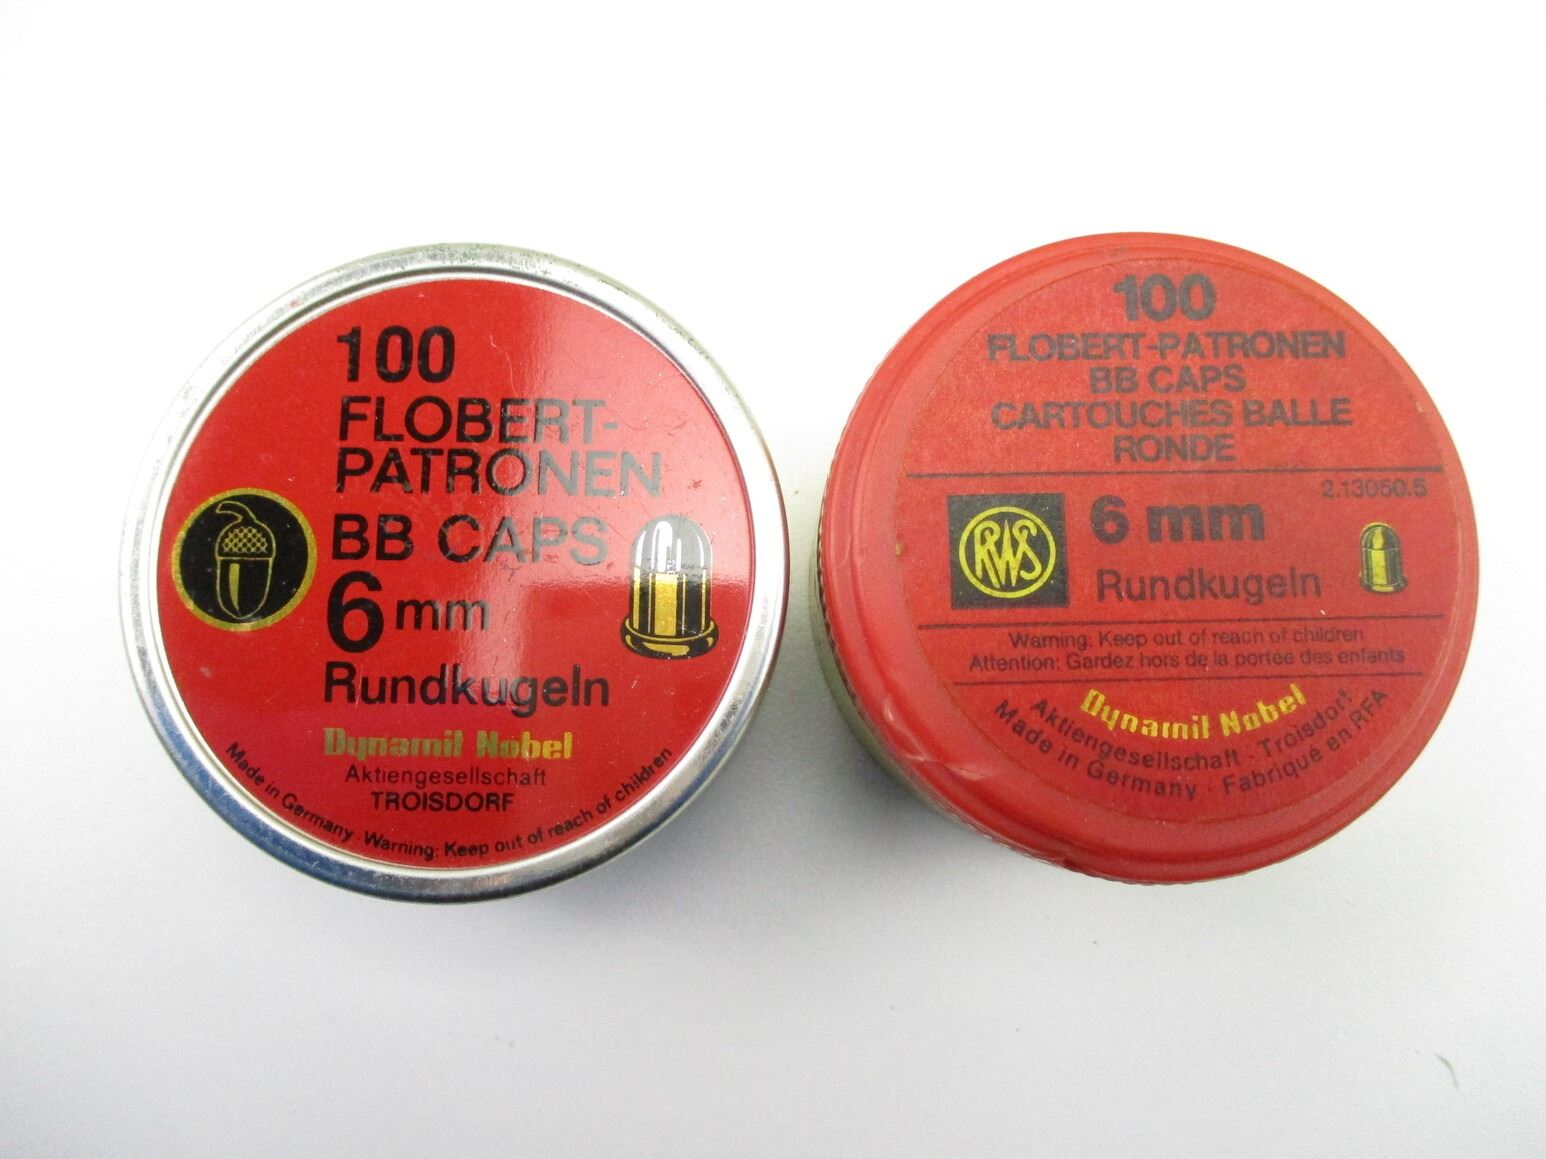 100
FLOBERT-
PATRONEN
BB CAPS
6 mm
Rundkugeln
Dynamit Nobel
Aktiengesellschaft
TROISDORF
Made in Germany · Warning: Keep out of reach of children
100
FLOBERT-PATRONEN
BB CAPS
CARTOUCHES BALLE
RONDE
2.13050.5
RWS
6 mm
Rundkugeln
Warning: Keep out of reach of children
Attention: Gardez hors de la portée des enfants
Dynamit Nobel
Aktiengesellschaft · Troisdorf
Made in Germany · Fabriqué en RFA